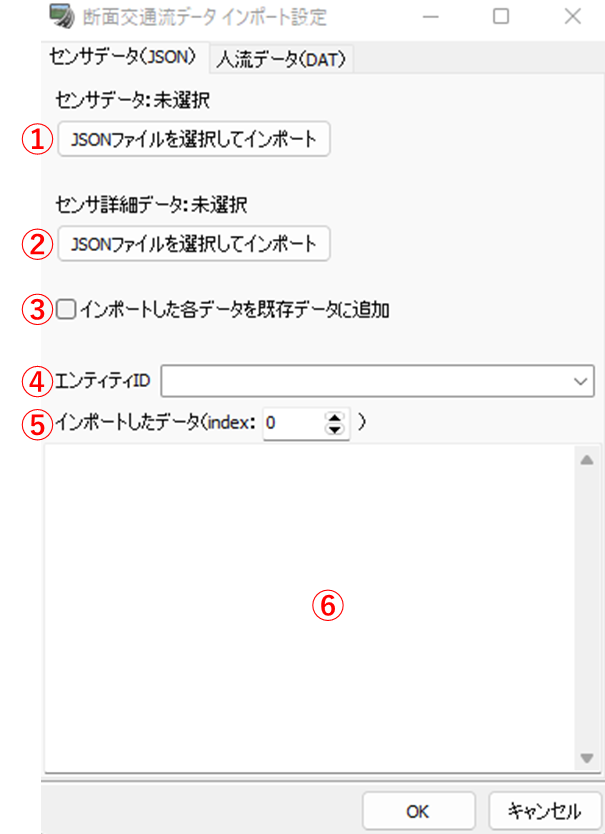 断面交通流データ インポート設定
センサデータ(JSON) 人流データ(DAT)
センサデータ: 未選択
① JSONファイルを選択してインポート
センサ詳細データ: 未選択
② JSONファイルを選択してインポート
③ インポートした各データを既存データに追加
④ エンティティID
⑤ インポートしたデータ(index: 0 )
⑥
OK キャンセル